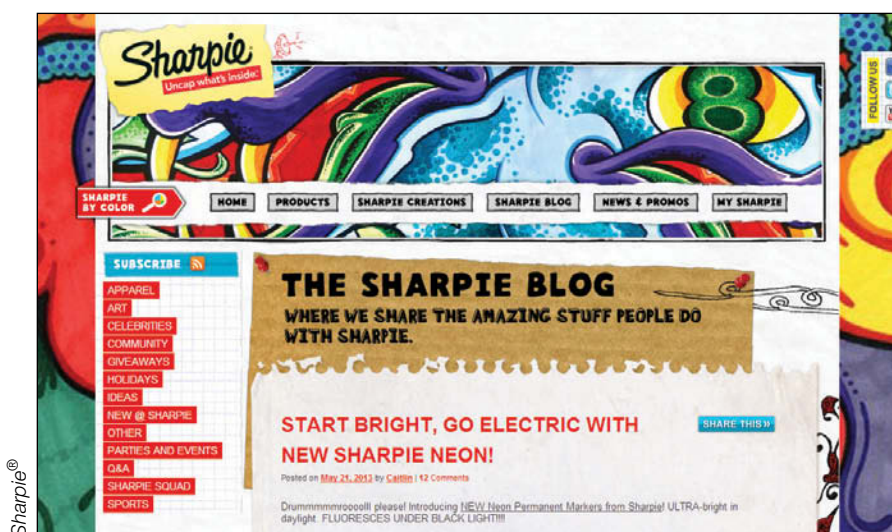 Sharpie.
Uncap what's inside.™
FOLLOW US
SHARPIE
BY COLOR
HOME
PRODUCTS
SHARPIE CREATIONS
SHARPIE BLOG
NEWS & PROMOS
MY SHARPIE
SUBSCRIBE
APPAREL
ART
CELEBRITIES
COMMUNITY
GIVEAWAYS
HOLIDAYS
IDEAS
NEW @ SHARPIE
OTHER
PARTIES AND EVENTS
Q&A
SHARPIE SQUAD
SPORTS
THE SHARPIE BLOG
WHERE WE SHARE THE AMAZING STUFF PEOPLE DO
WITH SHARPIE.
START BRIGHT, GO ELECTRIC WITH
NEW SHARPIE NEON!
SHARE THIS »
Posted on May 21, 2013 by Caitlin | 12 Comments
Drummmmmroooolll please! Introducing NEW Neon Permanent Markers from Sharpie! ULTRA-bright in
daylight. FLUORESCES UNDER BLACK LIGHT!!!!
Sharpie®